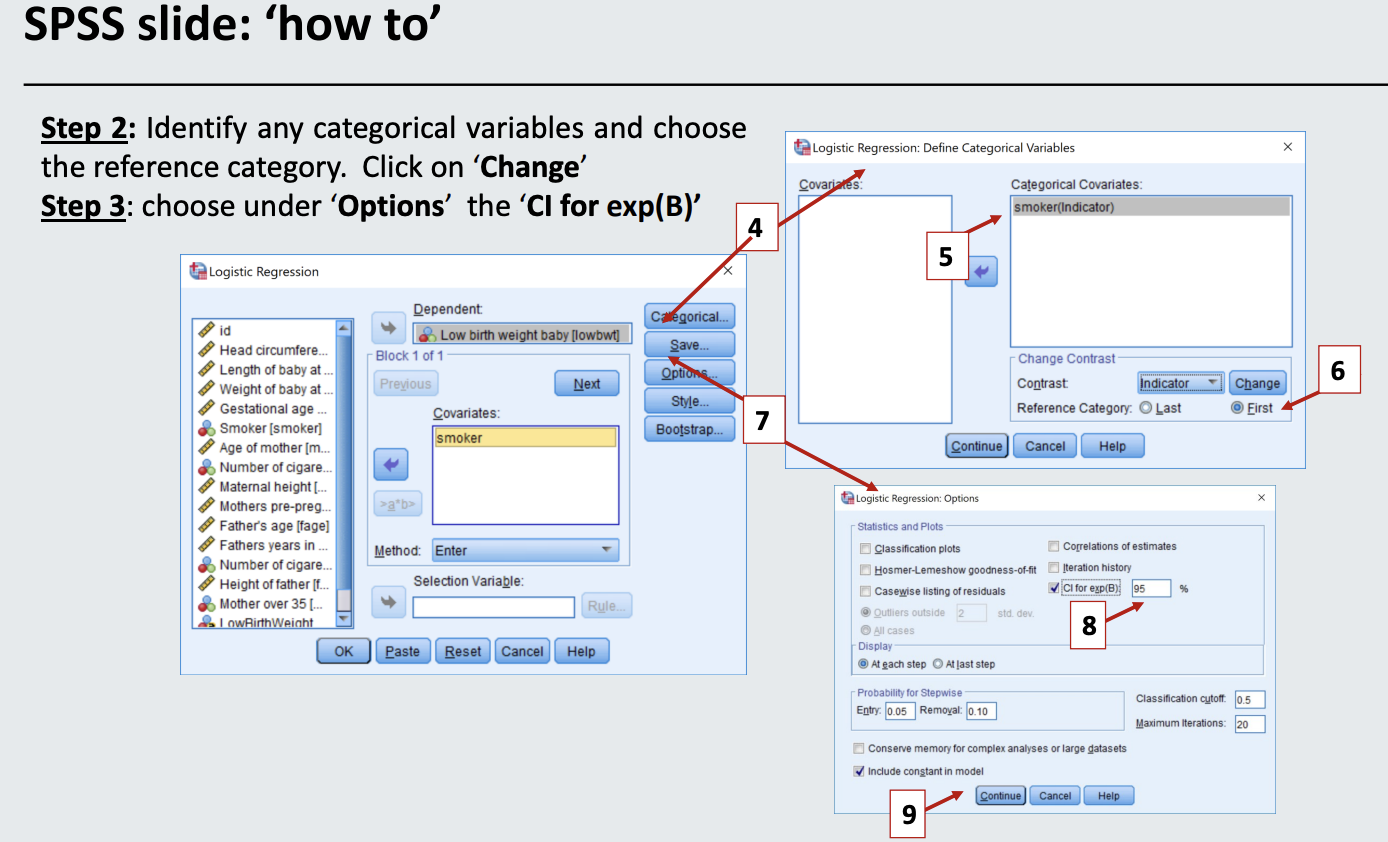 SPSS slide: ‘how to’
Step 2: Identify any categorical variables and choose
the reference category. Click on ‘Change’
Step 3: choose under ‘Options’ the ‘CI for exp(B)’
4
5
6
7
8
9
Logistic Regression
id
Head circumfere...
Length of baby at ...
Weight of baby at ...
Gestational age ...
Smoker [smoker]
Age of mother [m...
Number of cigare...
Maternal height [...
Mothers pre-preg...
Father's age [fage]
Fathers years in ...
Number of cigare...
Height of father [f...
Mother over 35 [...
LowBirthWeight
Dependent:
Low birth weight baby [lowbwt]
Block 1 of 1
Previous
Next
Covariates:
smoker
>a*b>
Method: Enter
Selection Variable:
Rule...
Categorical...
Save...
Options...
Style...
Bootstrap...
OK Paste Reset Cancel Help
Logistic Regression: Define Categorical Variables
Covariates:
Categorical Covariates:
smoker(Indicator)
Change Contrast
Contrast: Indicator Change
Reference Category: Last First
Continue Cancel Help
Logistic Regression: Options
Statistics and Plots
Classification plots
Hosmer-Lemeshow goodness-of-fit
Casewise listing of residuals
Outliers outside 2 std. dev.
All cases
Correlations of estimates
Iteration history
CI for exp(B): 95 %
Display
At each step At last step
Probability for Stepwise
Entry: 0.05 Removal: 0.10
Classification cutoff: 0.5
Maximum Iterations: 20
Conserve memory for complex analyses or large datasets
Include constant in model
Continue Cancel Help